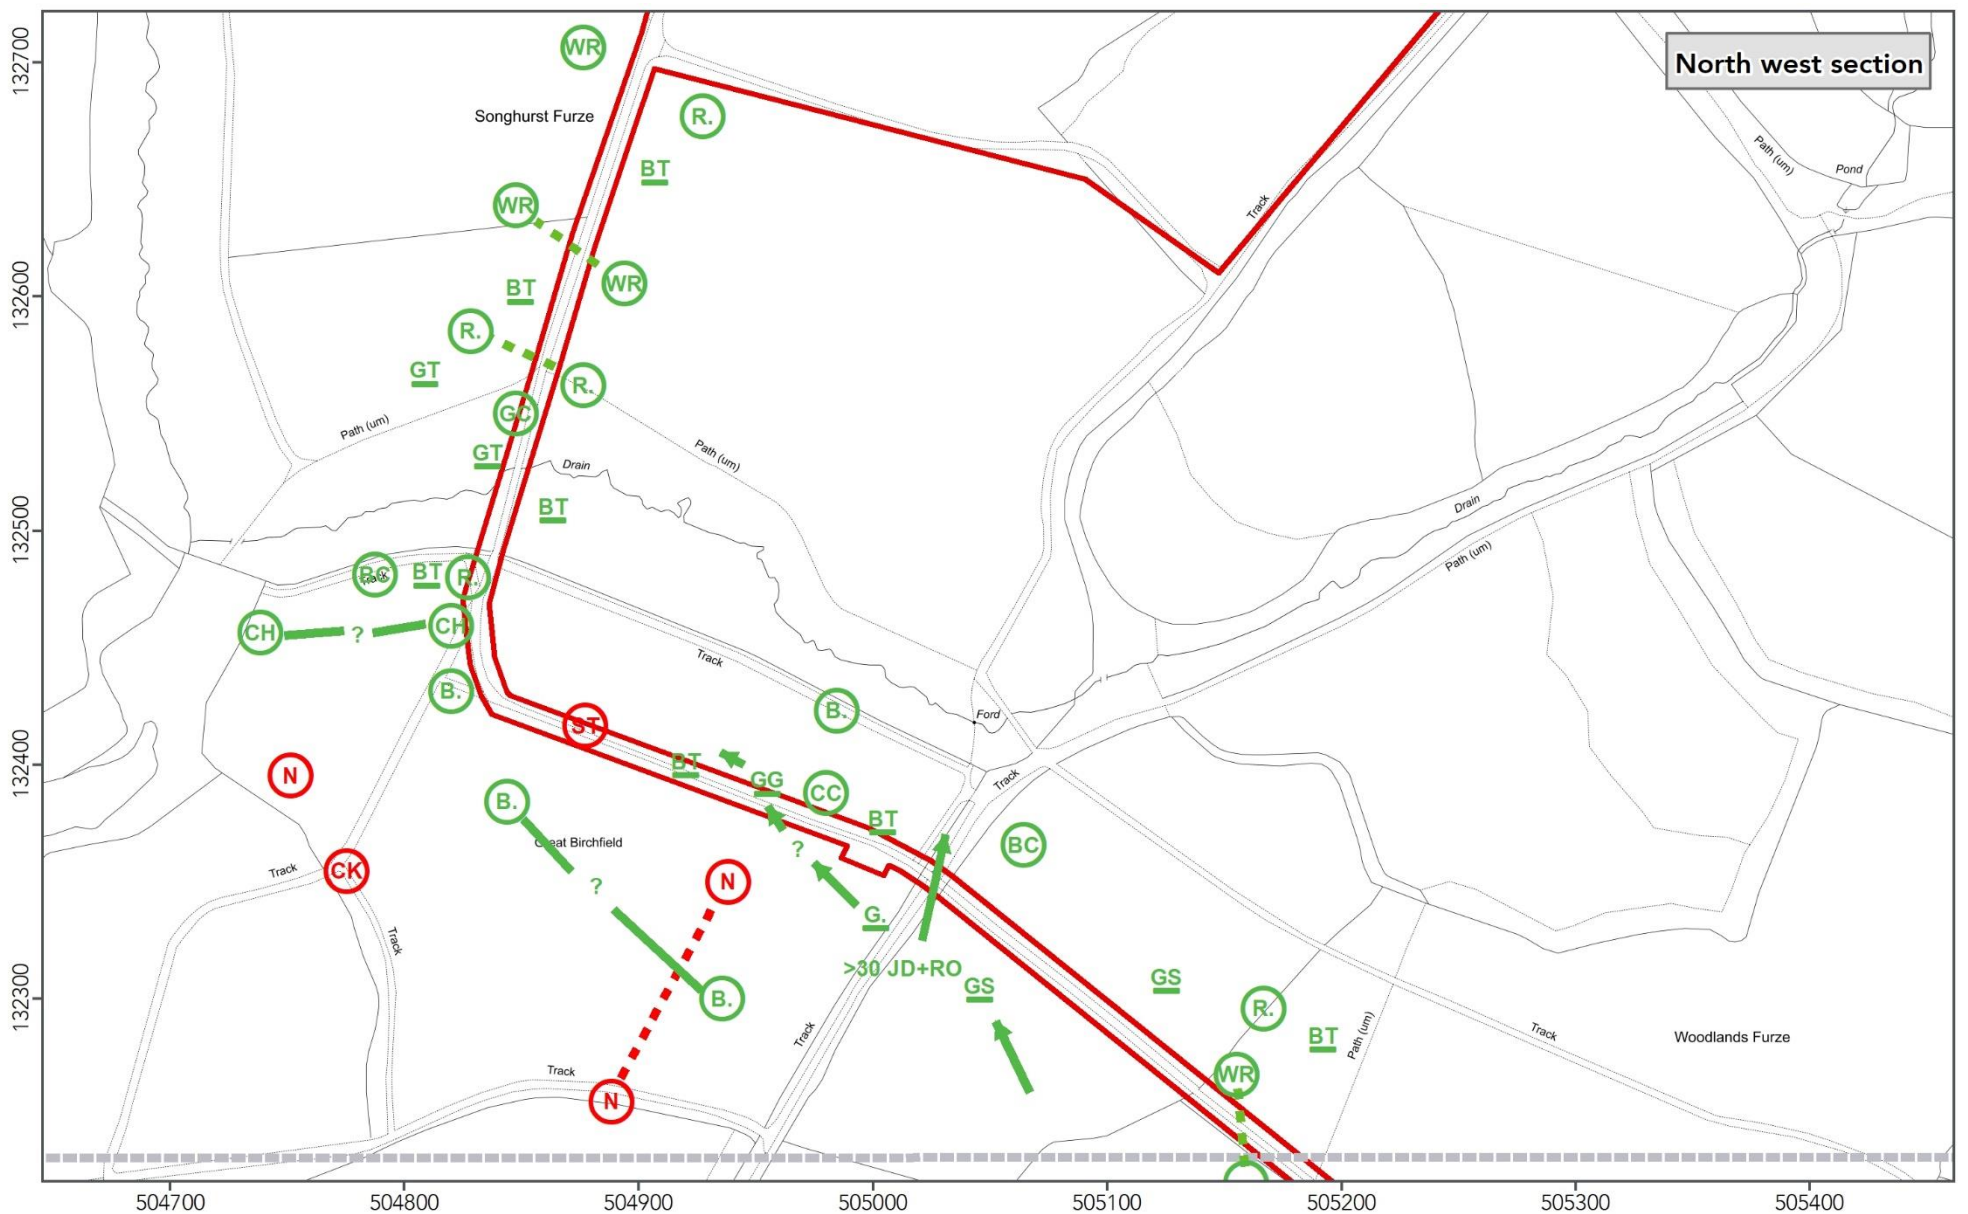 North west section
132700
WR
Songhurst Furze
R.
Path (um)
Pond
BT
WR
Track
WR
BT
132600
R.
GT
R.
GC
Path (um)
Path (um)
GT
Drain
BT
132500
Drain
Path (um)
BC
Track
BT
R.
CH
?
CH
Track
B.
B.
Ford
ST
132400
N
BT
GG
Track
B.
CC
BT
Great Birchfield
?
BC
Track
CK
?
N
G.
Track
>30 JD+RO
GS
GS
132300
B.
R.
Track
BT
Path (um)
Woodlands Furze
Track
Track
WR
N
504700
504800
504900
505000
505100
505200
505300
505400